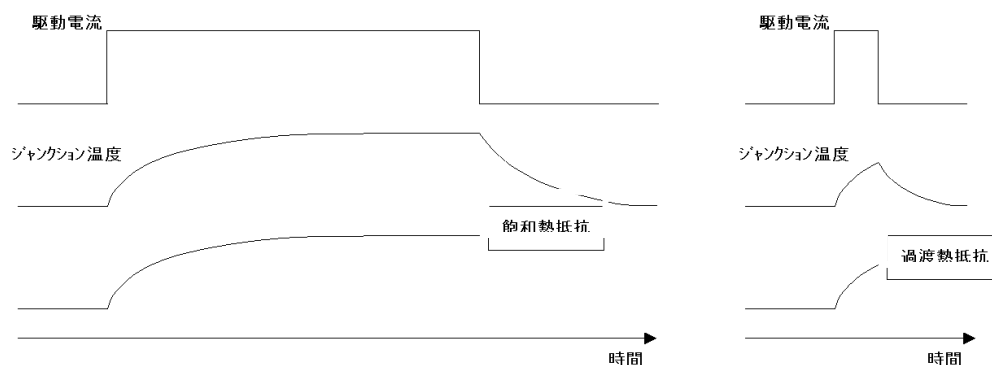 駆動電流
ジャンクション温度
飽和熱抵抗
時間
駆動電流
ジャンクション温度
過渡熱抵抗
時間